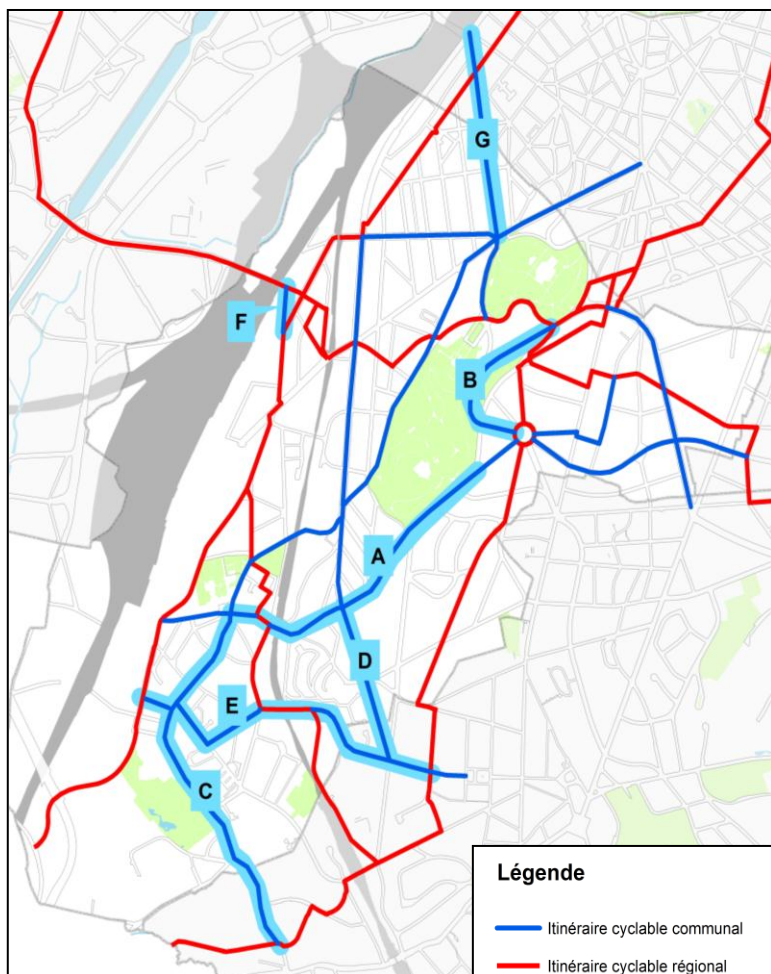 G
F
B
A
D
E
C
Légende
Itinéraire cyclable communal
Itinéraire cyclable régional